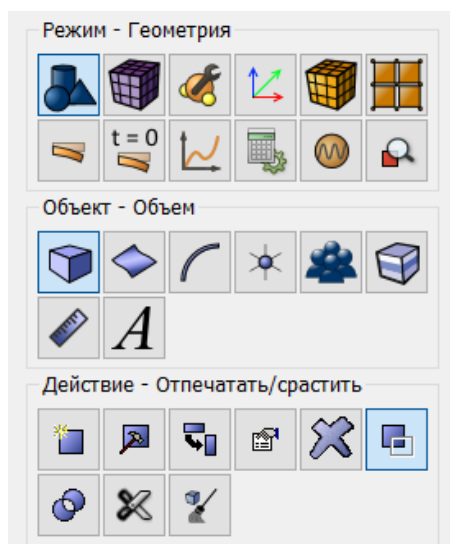 Режим - Геометрия
t = 0
Объект - Объем
A
Действие - Отпечатать/срастить